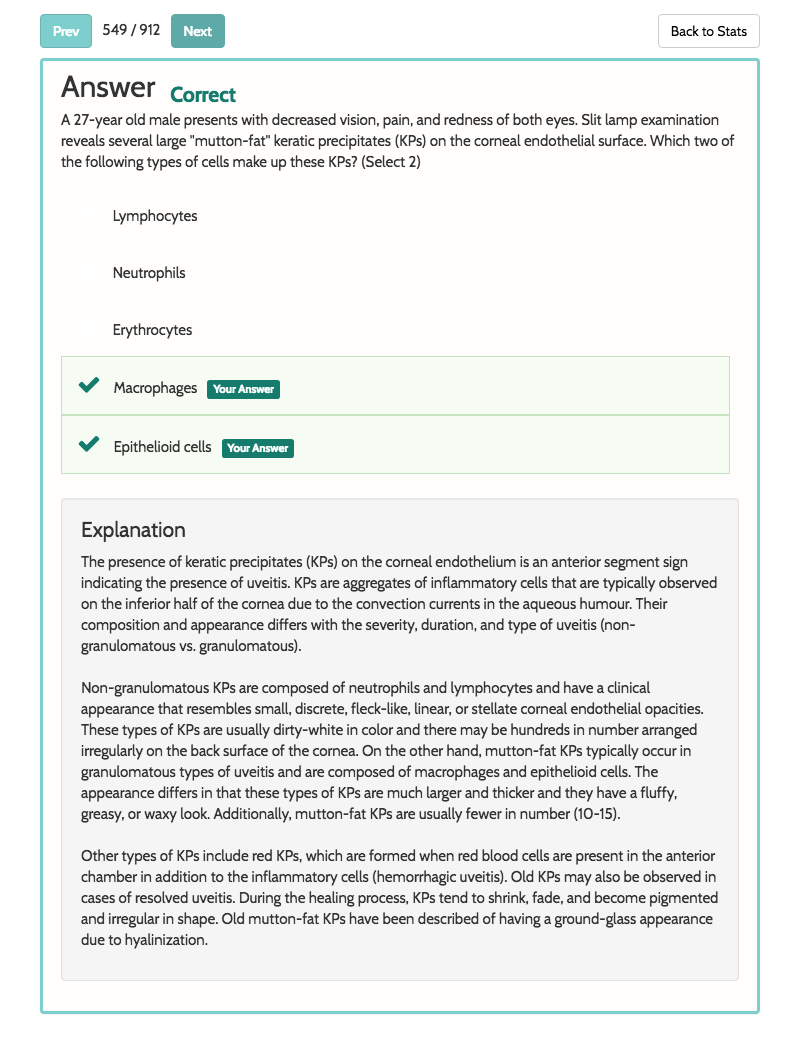 Prev 549 / 912 Next Back to Stats
Answer Correct
A 27-year old male presents with decreased vision, pain, and redness of both eyes. Slit lamp examination
reveals several large "mutton-fat" keratic precipitates (KPs) on the corneal endothelial surface. Which two of
the following types of cells make up these KPs? (Select 2)
Lymphocytes
Neutrophils
Erythrocytes
Macrophages Your Answer
Epithelioid cells Your Answer
Explanation
The presence of keratic precipitates (KPs) on the corneal endothelium is an anterior segment sign
indicating the presence of uveitis. KPs are aggregates of inflammatory cells that are typically observed
on the inferior half of the cornea due to the convection currents in the aqueous humour. Their
composition and appearance differs with the severity, duration, and type of uveitis (non-
granulomatous vs. granulomatous).
Non-granulomatous KPs are composed of neutrophils and lymphocytes and have a clinical
appearance that resembles small, discrete, fleck-like, linear, or stellate corneal endothelial opacities.
These types of KPs are usually dirty-white in color and there may be hundreds in number arranged
irregularly on the back surface of the cornea. On the other hand, mutton-fat KPs typically occur in
granulomatous types of uveitis and are composed of macrophages and epithelioid cells. The
appearance differs in that these types of KPs are much larger and thicker and they have a fluffy,
greasy, or waxy look. Additionally, mutton-fat KPs are usually fewer in number (10-15).
Other types of KPs include red KPs, which are formed when red blood cells are present in the anterior
chamber in addition to the inflammatory cells (hemorrhagic uveitis). Old KPs may also be observed in
cases of resolved uveitis. During the healing process, KPs tend to shrink, fade, and become pigmented
and irregular in shape. Old mutton-fat KPs have been described of having a ground-glass appearance
due to hyalinization.